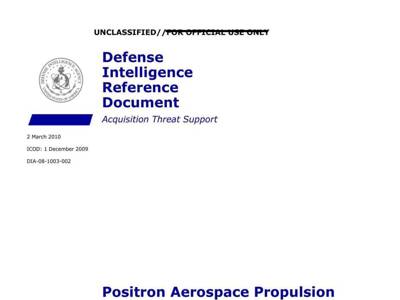 UNCLASSIFIED//FOR OFFICIAL USE ONLY
Defense
Intelligence
Reference
Document
Acquisition Threat Support
2 March 2010
ICOD: 1 December 2009
DIA-08-1003-002
Positron Aerospace Propulsion